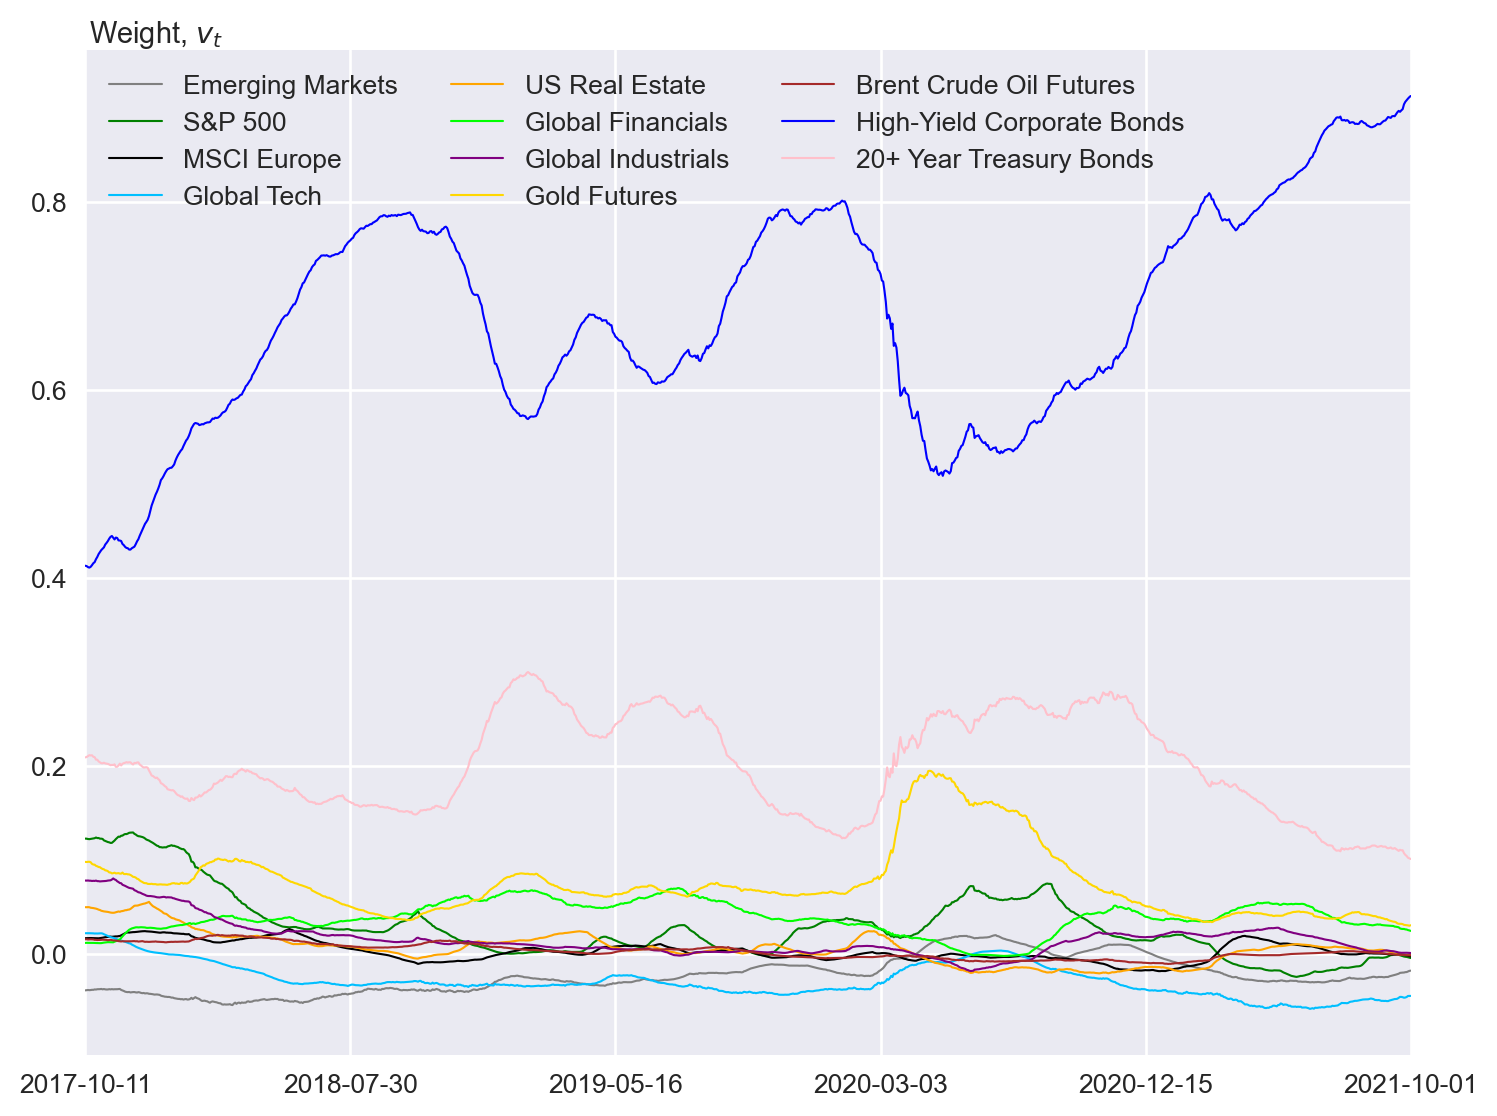 Weight, v_t
Emerging Markets
S&P 500
MSCI Europe
Global Tech
US Real Estate
Global Financials
Global Industrials
Gold Futures
Brent Crude Oil Futures
High-Yield Corporate Bonds
20+ Year Treasury Bonds
0.8
0.6
0.4
0.2
0.0
2017-10-11 2018-07-30 2019-05-16 2020-03-03 2020-12-15 2021-10-01